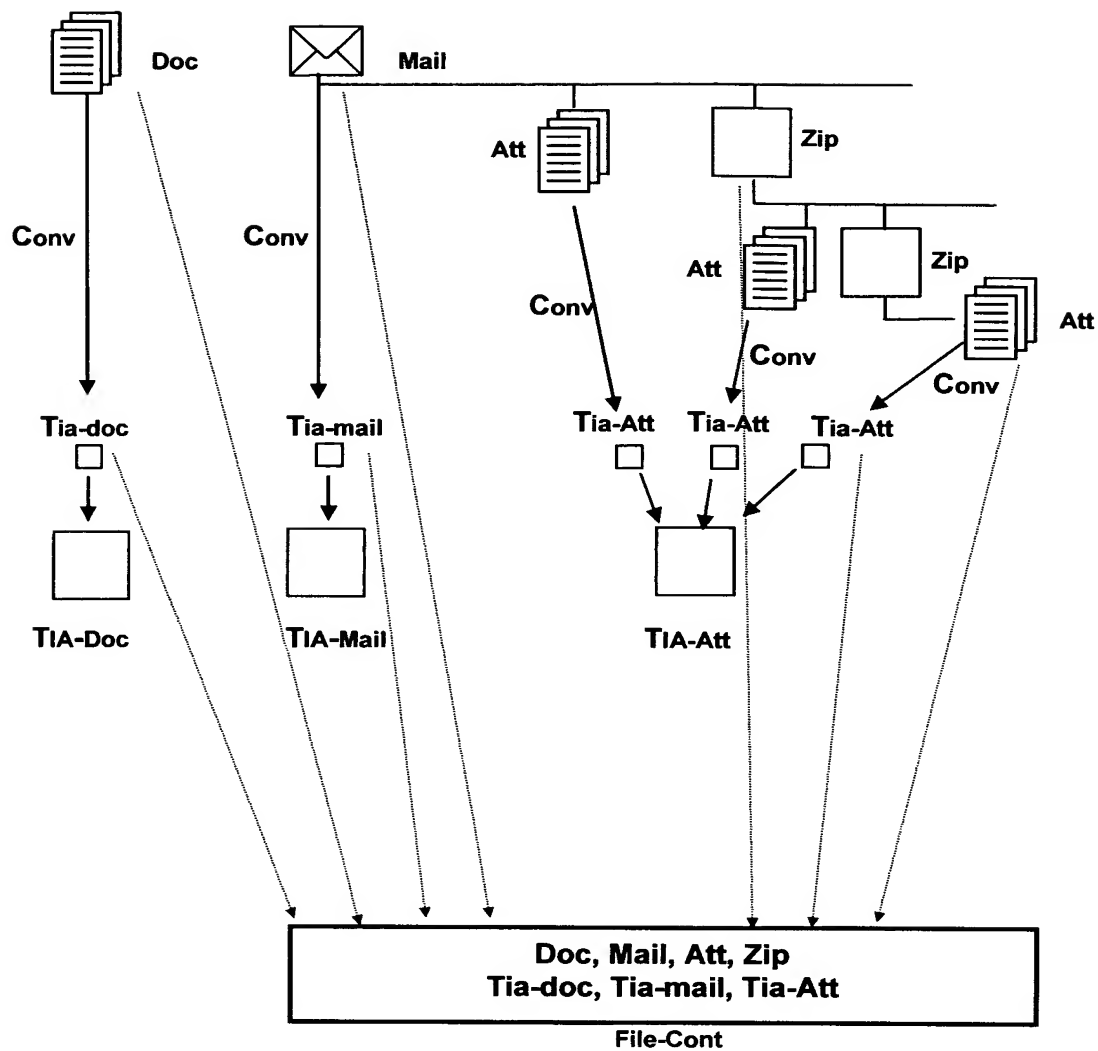 Doc
Mail
Att
Zip
Conv
Conv
Att
Zip
Conv
Att
Conv
Conv
Tia-doc
Tia-mail
Tia-Att
Tia-Att
Tia-Att
TIA-Doc
TIA-Mail
TIA-Att
Doc, Mail, Att, Zip
Tia-doc, Tia-mail, Tia-Att
File-Cont